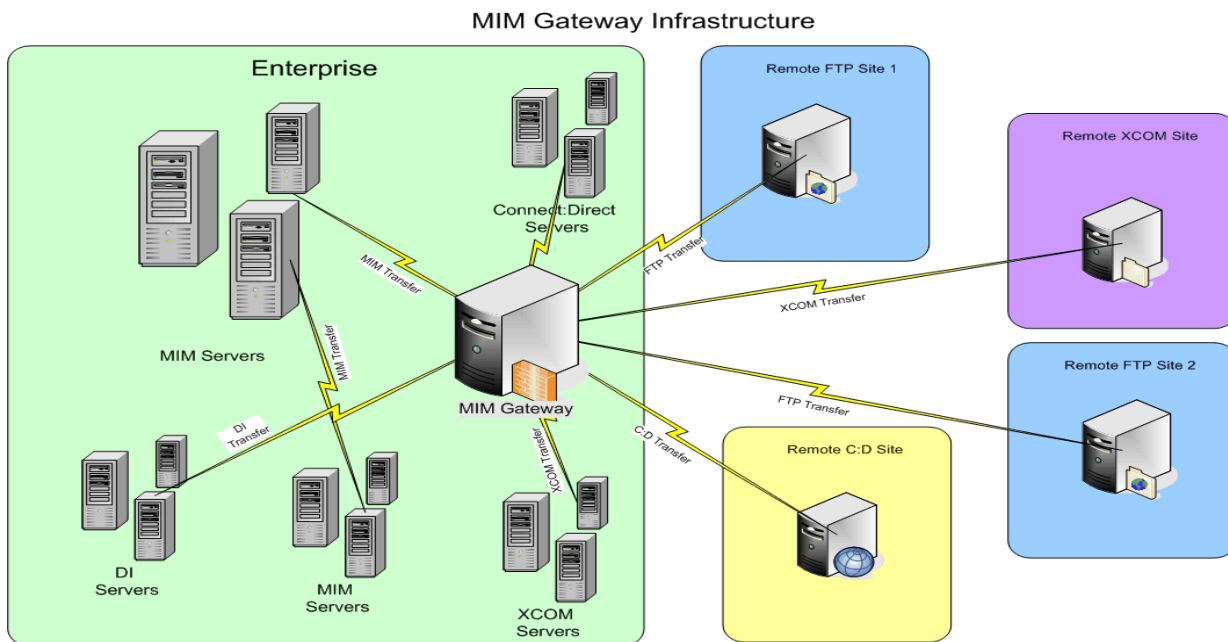 MIM Gateway Infrastructure
Enterprise
Remote FTP Site 1
Remote XCOM Site
Connect:Direct
Servers
MIM Transfer
FTP Transfer
XCOM Transfer
MIM Servers
MIM Transfer
MIM Gateway
Remote FTP Site 2
FTP Transfer
DI
Transfer
XCOM Transfer
C:D Transfer
Remote C:D Site
DI
Servers
MIM
Servers
XCOM
Servers